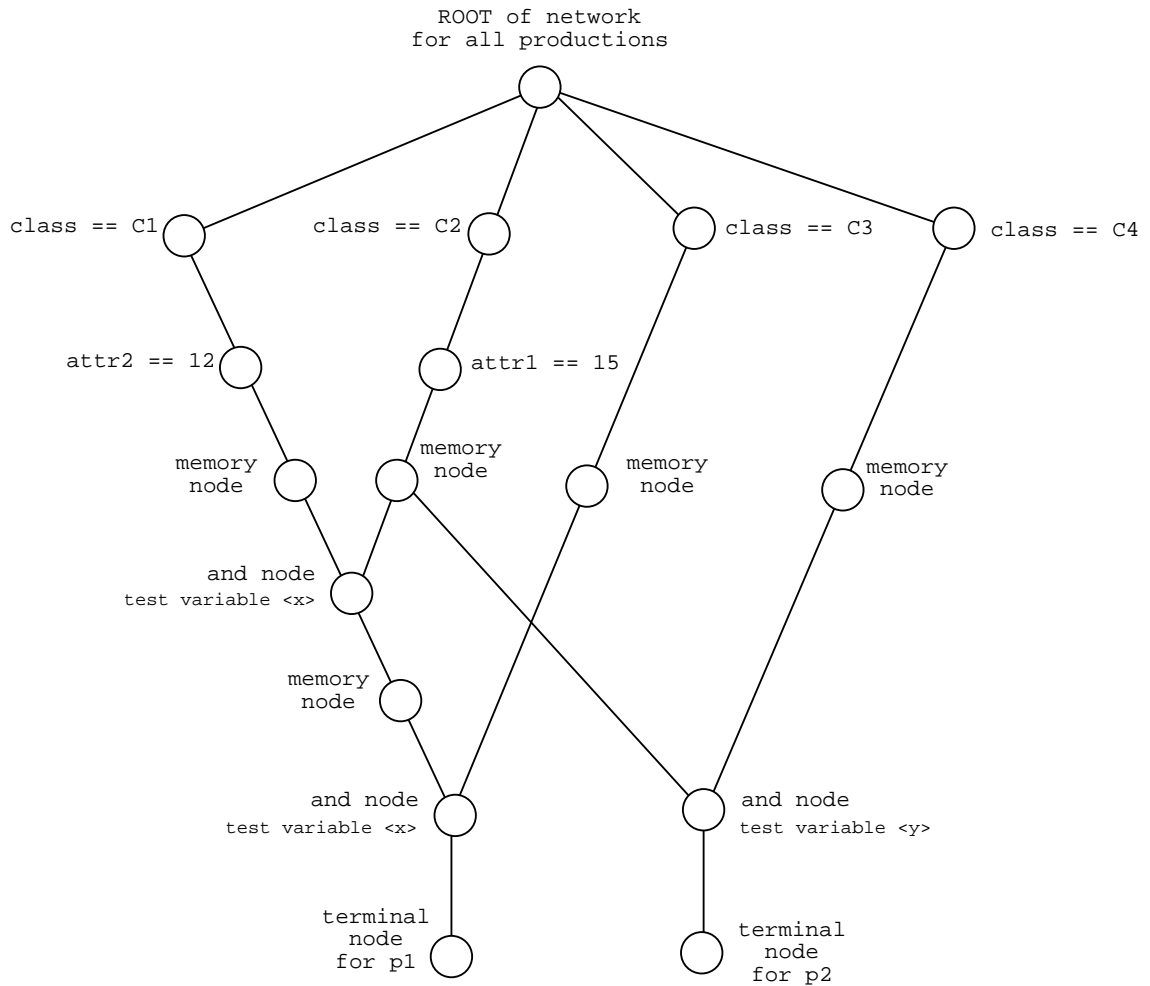 ROOT of network
for all productions
class == C1
class == C2
class == C3
class == C4
attr2 == 12
attr1 == 15
memory
node
memory
node
memory
node
memory
node
and node
test variable <x>
memory
node
and node
test variable <x>
and node
test variable <y>
terminal
node
for p1
terminal
node
for p2